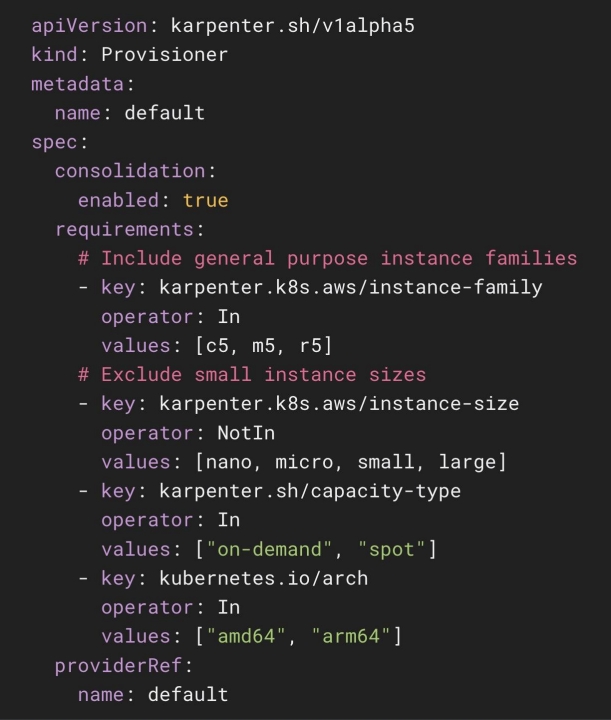 apiVersion: karpenter.sh/v1alpha5
kind: Provisioner
metadata:
  name: default
spec:
  consolidation:
    enabled: true
  requirements:
    # Include general purpose instance families
    - key: karpenter.k8s.aws/instance-family
      operator: In
      values: [c5, m5, r5]
    # Exclude small instance sizes
    - key: karpenter.k8s.aws/instance-size
      operator: NotIn
      values: [nano, micro, small, large]
    - key: karpenter.sh/capacity-type
      operator: In
      values: ["on-demand", "spot"]
    - key: kubernetes.io/arch
      operator: In
      values: ["amd64", "arm64"]
  providerRef:
    name: default